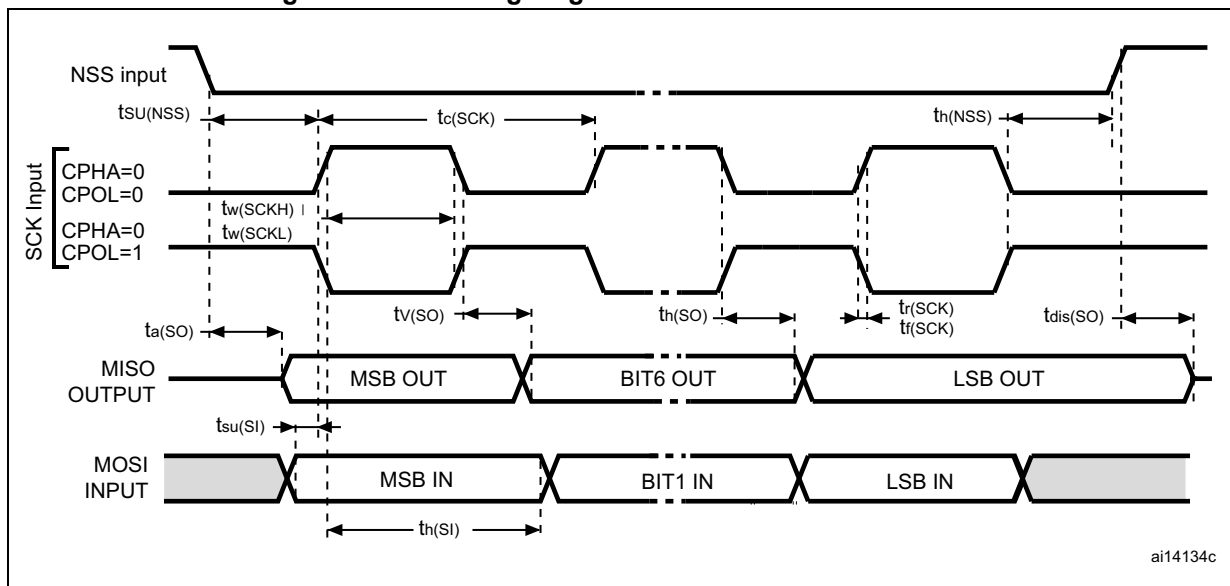 NSS input
tSU(NSS)
tc(SCK)
th(NSS)
SCK Input
CPHA=0
CPOL=0
tw(SCKH)
CPHA=0
tw(SCKL)
CPOL=1
ta(SO)
tV(SO)
th(SO)
tr(SCK)
tf(SCK)
tdis(SO)
MISO
OUTPUT
MSB OUT
BIT6 OUT
LSB OUT
tsu(SI)
MOSI
INPUT
MSB IN
BIT1 IN
LSB IN
th(SI)
ai14134c